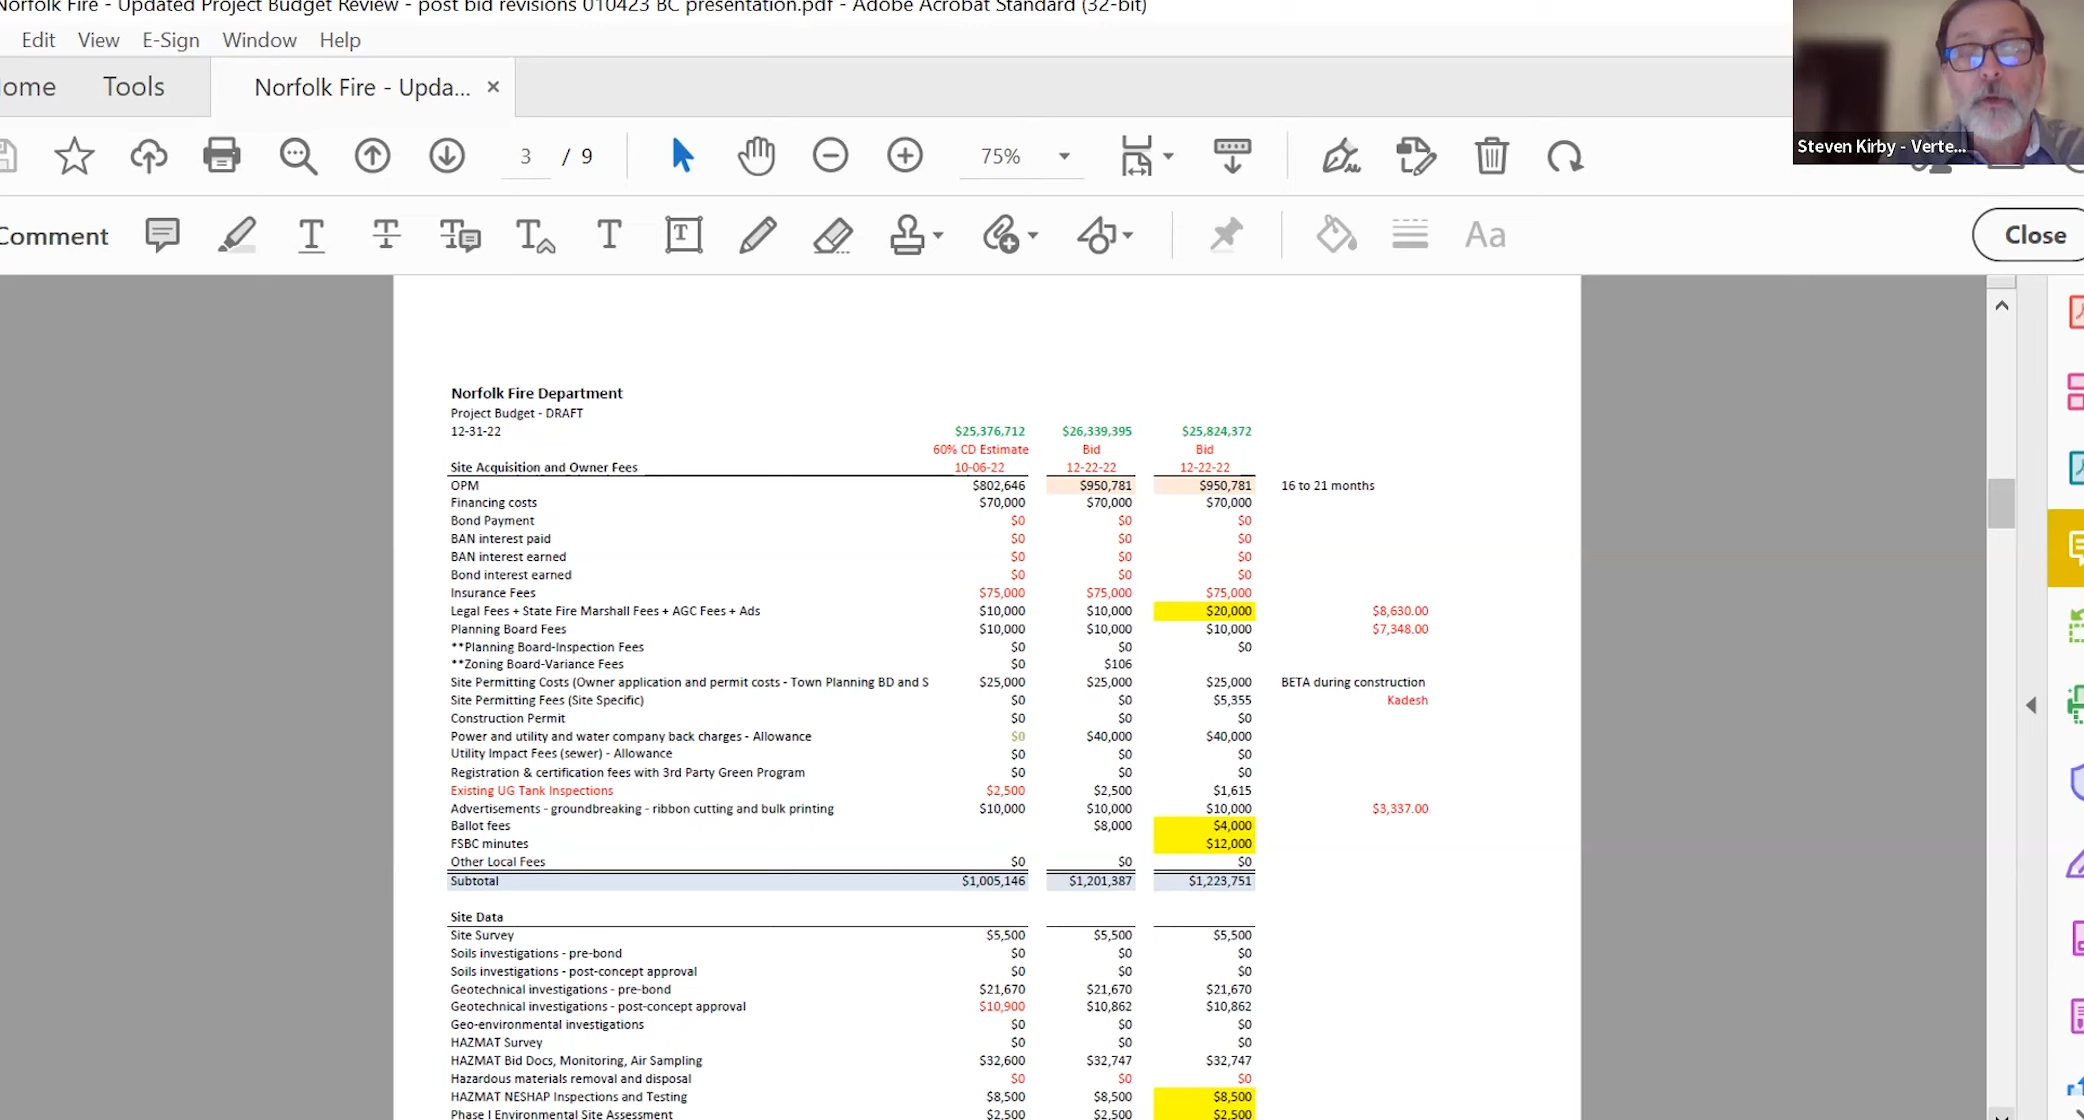 Norfolk Fire - Updated Project Budget Review - post bid revisions 010423 BC presentation.pdf - Adobe Acrobat Standard (32-bit)
Edit View E-Sign Window Help
ome Tools Norfolk Fire - Upda... ×
3 / 9 75%
Steven Kirby - Verte...
Comment T T T T T T Aa Close
Norfolk Fire Department
Project Budget - DRAFT
12-31-22 $25,376,712 $26,339,395 $25,824,372
60% CD Estimate Bid Bid
Site Acquisition and Owner Fees 10-06-22 12-22-22 12-22-22
OPM $802,646 $950,781 $950,781 16 to 21 months
Financing costs $70,000 $70,000 $70,000
Bond Payment $0 $0 $0
BAN interest paid $0 $0 $0
BAN interest earned $0 $0 $0
Bond interest earned $0 $0 $0
Insurance Fees $75,000 $75,000 $75,000
Legal Fees + State Fire Marshall Fees + AGC Fees + Ads $10,000 $10,000 $20,000 $8,630.00
Planning Board Fees $10,000 $10,000 $10,000 $7,348.00
**Planning Board-Inspection Fees $0 $0 $0
**Zoning Board-Variance Fees $0 $106
Site Permitting Costs (Owner application and permit costs - Town Planning BD and S $25,000 $25,000 $25,000 BETA during construction
Site Permitting Fees (Site Specific) $0 $0 $5,355 Kadesh
Construction Permit $0 $0 $0
Power and utility and water company back charges - Allowance $0 $40,000 $40,000
Utility Impact Fees (sewer) - Allowance $0 $0 $0
Registration & certification fees with 3rd Party Green Program $0 $0 $0
Existing UG Tank Inspections $2,500 $2,500 $1,615
Advertisements - groundbreaking - ribbon cutting and bulk printing $10,000 $10,000 $10,000 $3,337.00
Ballot fees $8,000 $4,000
FSBC minutes $12,000
Other Local Fees $0 $0 $0
Subtotal $1,005,146 $1,201,387 $1,223,751
Site Data
Site Survey $5,500 $5,500 $5,500
Soils investigations - pre-bond $0 $0 $0
Soils investigations - post-concept approval $0 $0 $0
Geotechnical investigations - pre-bond $21,670 $21,670 $21,670
Geotechnical investigations - post-concept approval $10,900 $10,862 $10,862
Geo-environmental investigations $0 $0 $0
HAZMAT Survey $0 $0 $0
HAZMAT Bid Docs, Monitoring, Air Sampling $32,600 $32,747 $32,747
Hazardous materials removal and disposal $0 $0 $0
HAZMAT NESHAP Inspections and Testing $8,500 $8,500 $8,500
Phase I Environmental Site Assessment $2,500 $2,500 $2,500